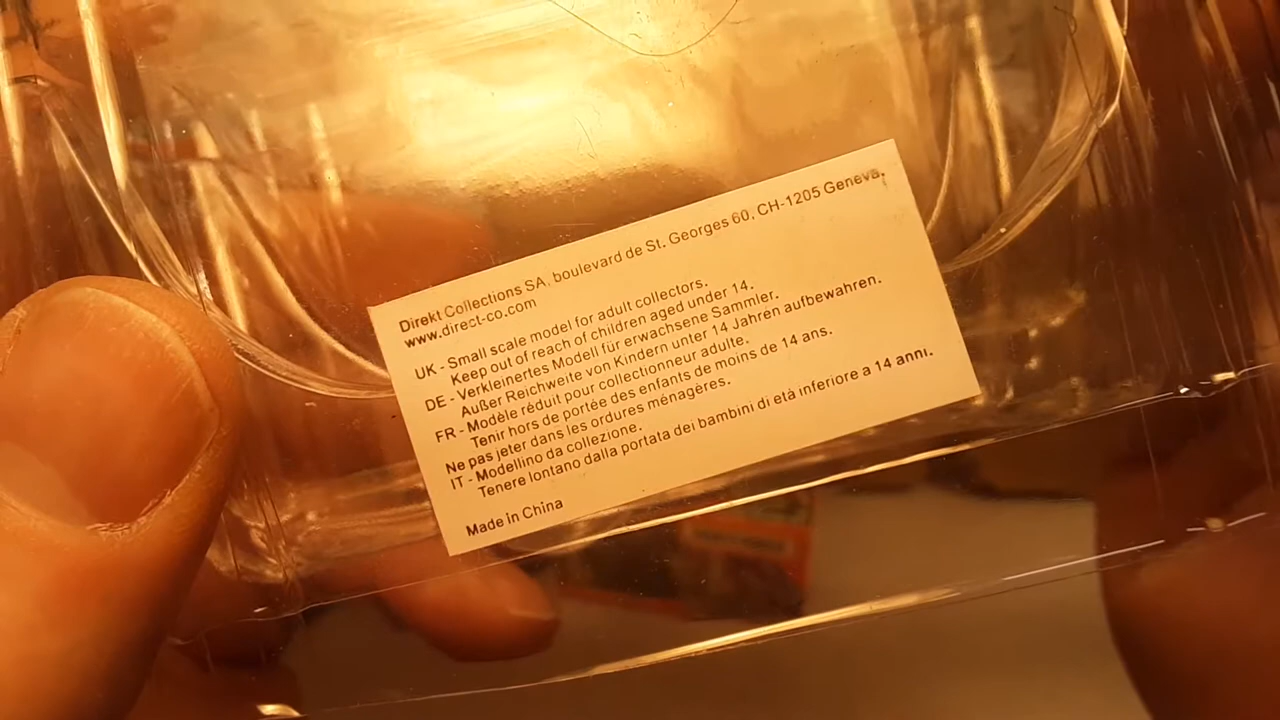 Direkt Collections SA, boulevard de St. Georges 60, CH-1205 Geneva.
www.direct-co.com
UK - Small scale model for adult collectors.
Keep out of reach of children aged under 14.
DE - Verkleinertes Modell für erwachsene Sammler.
Außer Reichweite von Kindern unter 14 Jahren aufbewahren.
FR - Modèle réduit pour collectionneur adulte.
Tenir hors de portée des enfants de moins de 14 ans.
Ne pas jeter dans les ordures ménagères.
IT - Modellino da collezione.
Tenere lontano dalla portata dei bambini di età inferiore a 14 anni.
Made in China